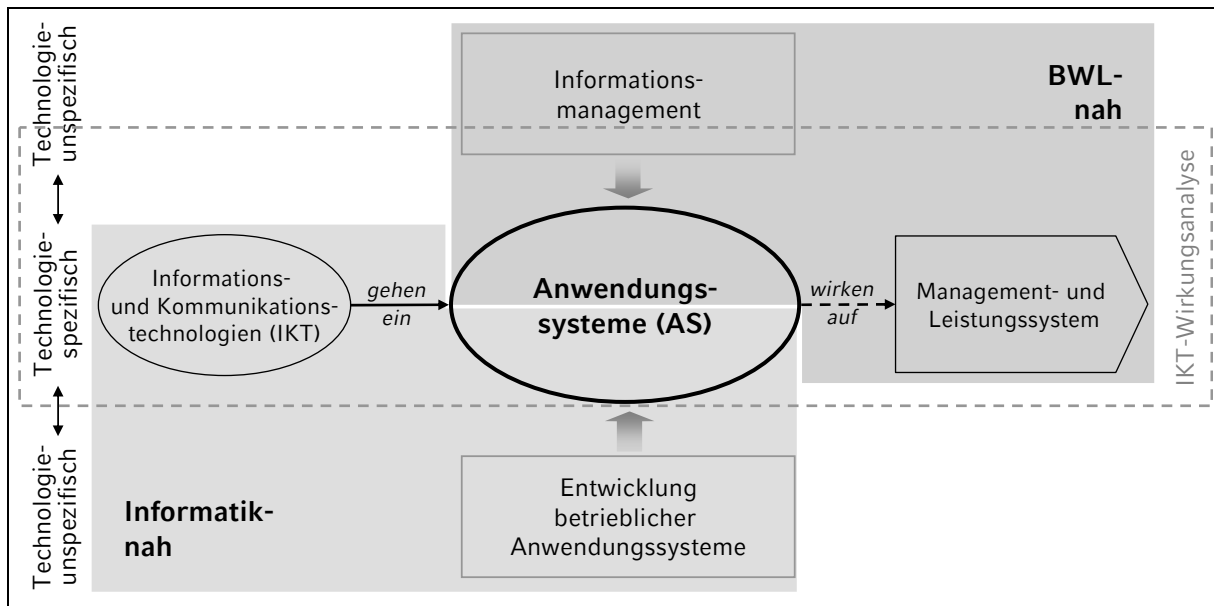 Technologie-
unspezifisch
Informations-
management
BWL-
nah
Technologie-
spezifisch
Informations-
und Kommunikations-
technologien (IKT)
gehen
ein
Anwendungs-
systeme (AS)
wirken
auf
Management- und
Leistungssystem
IKT-Wirkungsanalyse
Technologie-
unspezifisch
Informatik-
nah
Entwicklung
betrieblicher
Anwendungssysteme